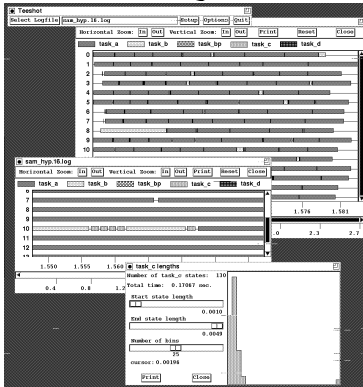 Teeshot
Select Logfile sam_hyp.16.log Setup Options Quit
Horizontal Zoom: In Out Vertical Zoom: In Out Print Reset Close
task_a task_b task_bp task_c task_d
0
1
2
3
4
5
6
7
8
9
10
1.576 1.581
2.0 2.3 2.7
sam_hyp.16.log
Horizontal Zoom: In Out Vertical Zoom: In Out Print Reset Close
task_a task_b task_bp task_c task_d
7
8
9
10
11
12
1.550 1.555 1.560
0.4 0.8
task_c lengths
Number of task_c states: 130
Total time: 0.17067 sec.
Start state length
0.0010
End state length
0.0049
Number of bins
25
cursor: 0.00194
Print Close